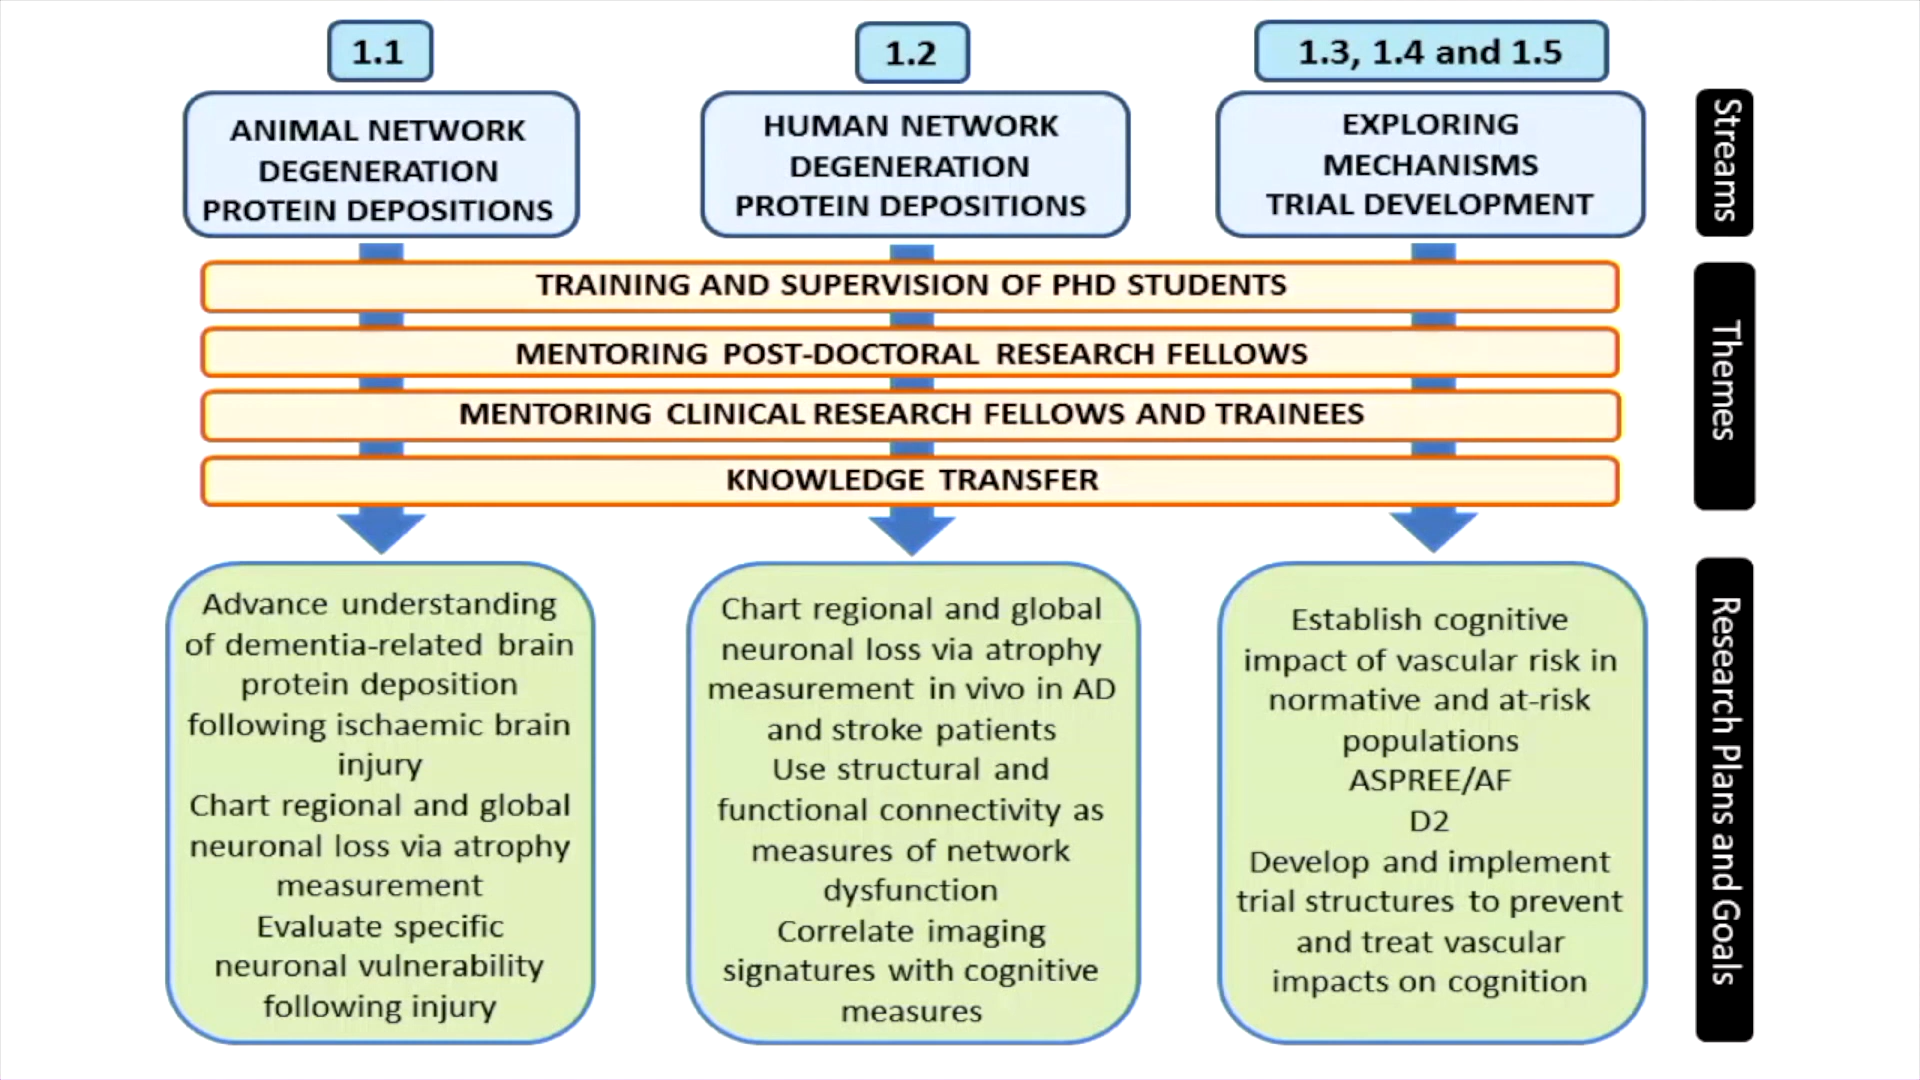 1.1
ANIMAL NETWORK
DEGENERATION
PROTEIN DEPOSITIONS
1.2
HUMAN NETWORK
DEGENERATION
PROTEIN DEPOSITIONS
1.3, 1.4 and 1.5
EXPLORING
MECHANISMS
TRIAL DEVELOPMENT
Streams
TRAINING AND SUPERVISION OF PHD STUDENTS
MENTORING POST-DOCTORAL RESEARCH FELLOWS
MENTORING CLINICAL RESEARCH FELLOWS AND TRAINEES
KNOWLEDGE TRANSFER
Themes
Advance understanding
of dementia-related brain
protein deposition
following ischaemic brain
injury
Chart regional and global
neuronal loss via atrophy
measurement
Evaluate specific
neuronal vulnerability
following injury
Chart regional and global
neuronal loss via atrophy
measurement in vivo in AD
and stroke patients
Use structural and
functional connectivity as
measures of network
dysfunction
Correlate imaging
signatures with cognitive
measures
Establish cognitive
impact of vascular risk in
normative and at-risk
populations
ASPREE/AF
D2
Develop and implement
trial structures to prevent
and treat vascular
impacts on cognition
Research Plans and Goals